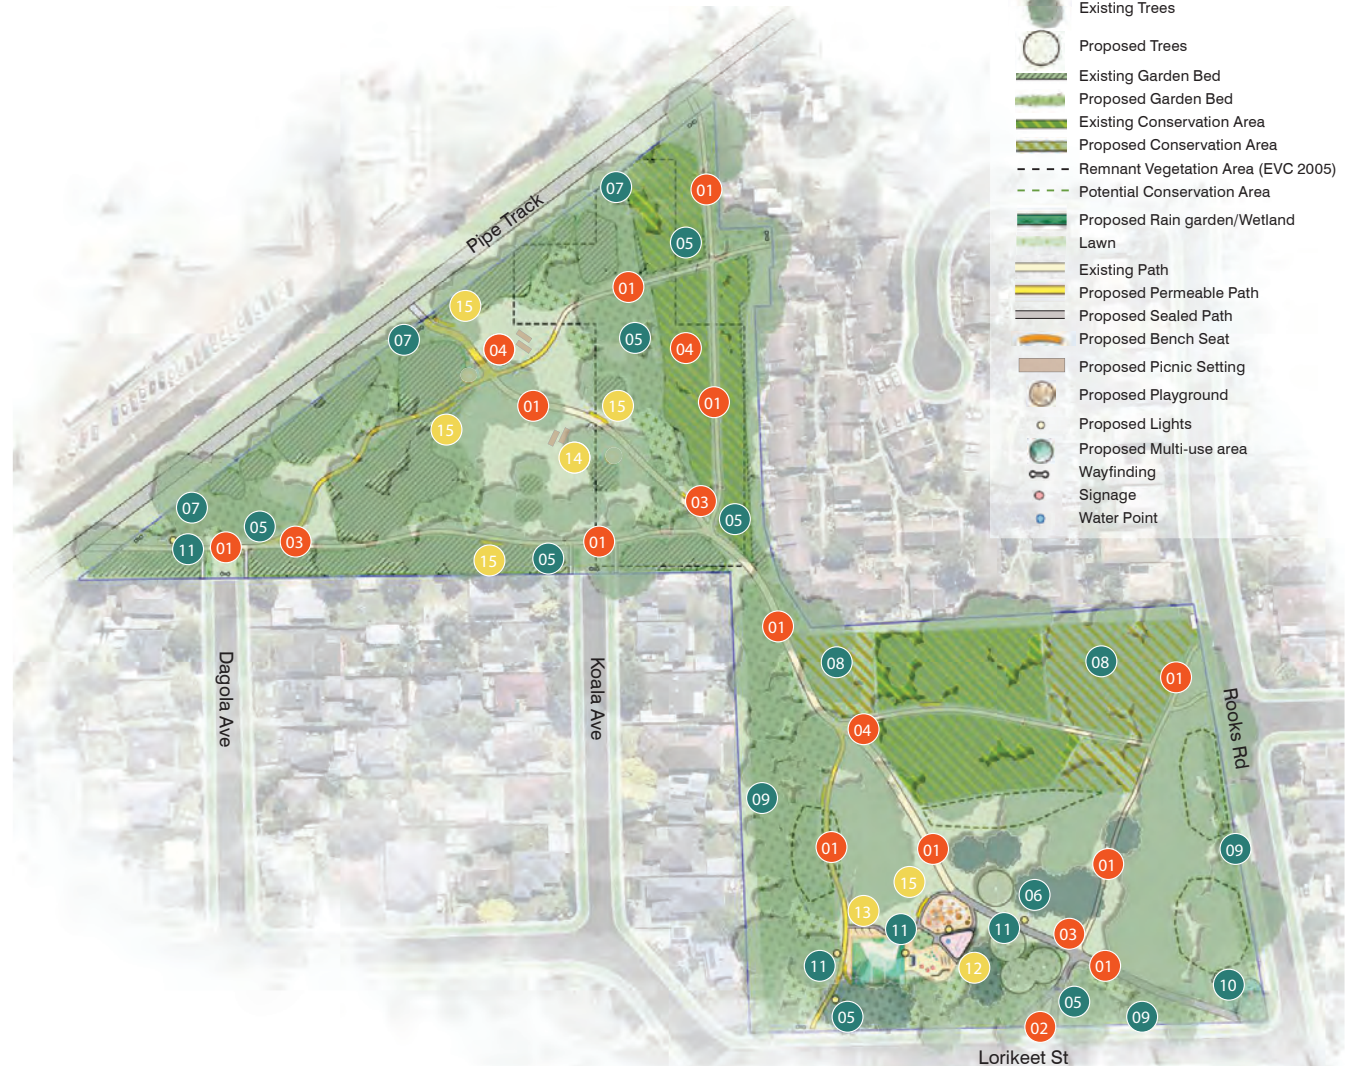 Existing Trees
Proposed Trees
Existing Garden Bed
Proposed Garden Bed
Existing Conservation Area
Proposed Conservation Area
Remnant Vegetation Area (EVC 2005)
Potential Conservation Area
Proposed Rain garden/Wetland
Lawn
Existing Path
Proposed Permeable Path
Proposed Sealed Path
Proposed Bench Seat
Proposed Picnic Setting
Proposed Playground
Proposed Lights
Proposed Multi-use area
Wayfinding
Signage
Water Point
Pipe Track
07
01
05
01
15
07
04
05
04
01
15
01
15
14
03
05
07
05
11
01
03
01
15
05
01
08
08
01
04
Dagola Ave
Koala Ave
Rooks Rd
09
01
01
01
09
15
06
13
11
11
03
11
12
01
10
05
05
09
02
Lorikeet St